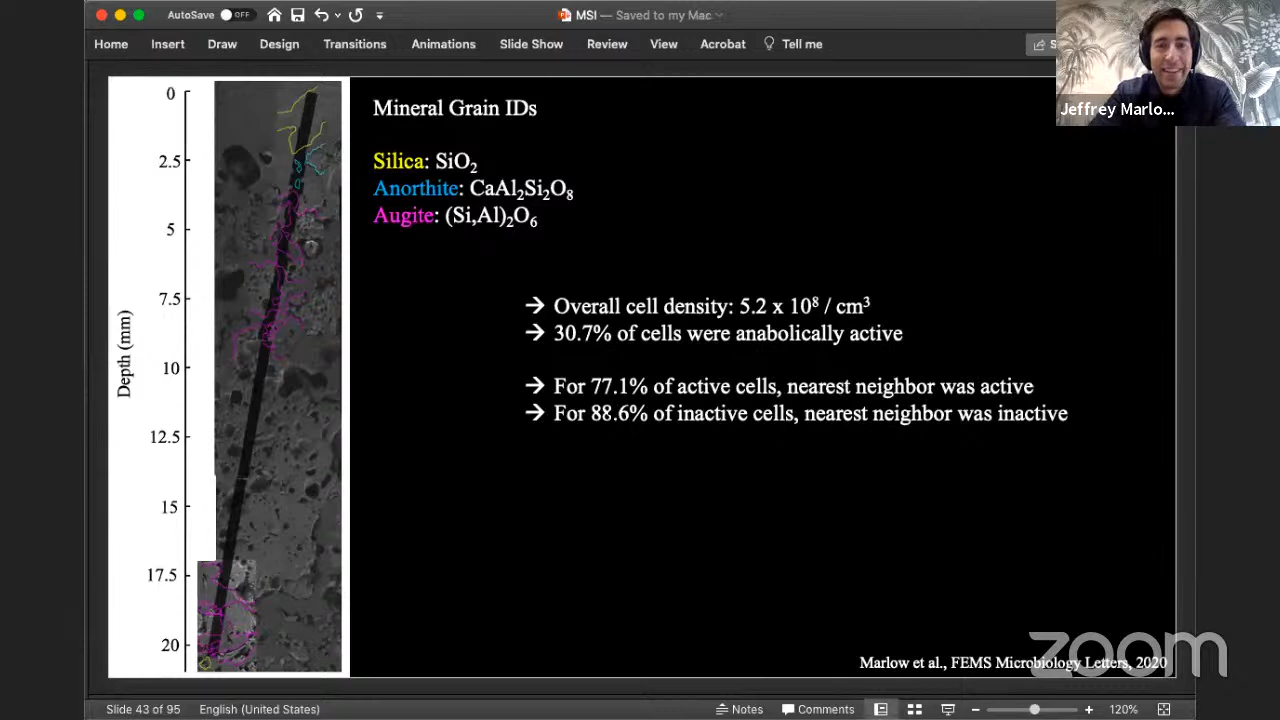 AutoSave OFF
MSI — Saved to my Mac
Home Insert Draw Design Transitions Animations Slide Show Review View Acrobat Tell me
S
Jeffrey Marlo...
Mineral Grain IDs
Silica: SiO₂
Anorthite: CaAl₂Si₂O₈
Augite: (Si,Al)₂O₆
→ Overall cell density: 5.2 x 10⁸ / cm³
→ 30.7% of cells were anabolically active
→ For 77.1% of active cells, nearest neighbor was active
→ For 88.6% of inactive cells, nearest neighbor was inactive
Depth (mm)
0
2.5
5
7.5
10
12.5
15
17.5
20
zoom
Marlow et al., FEMS Microbiology Letters, 2020
Slide 43 of 95 English (United States) Notes Comments 120%